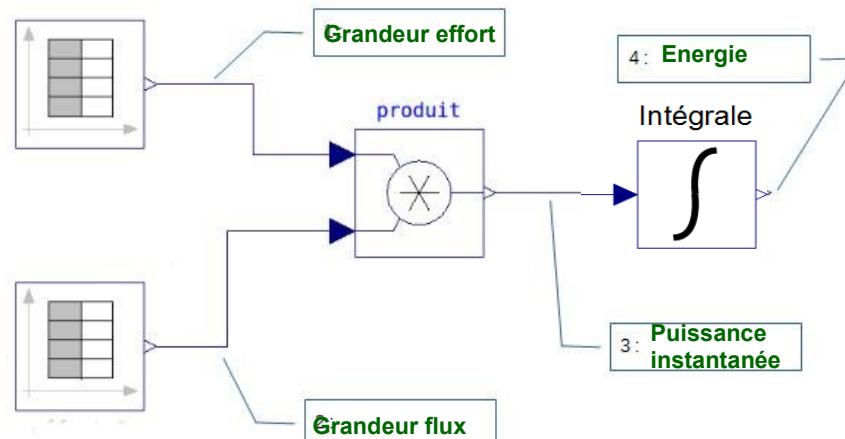 Grandeur effort
4: Energie
produit
Intégrale
3: Puissance
instantanée
Grandeur flux